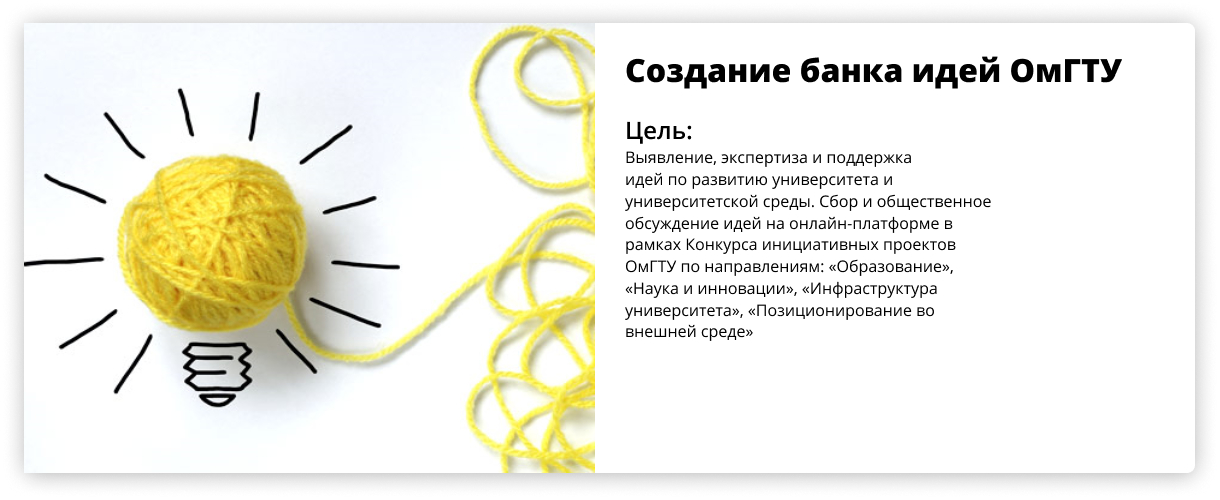 Создание банка идей ОмГТУ
Цель:
Выявление, экспертиза и поддержка
идей по развитию университета и
университетской среды. Сбор и общественное
обсуждение идей на онлайн-платформе в
рамках Конкурса инициативных проектов
ОмГТУ по направлениям: «Образование»,
«Наука и инновации», «Инфраструктура
университета», «Позиционирование во
внешней среде»